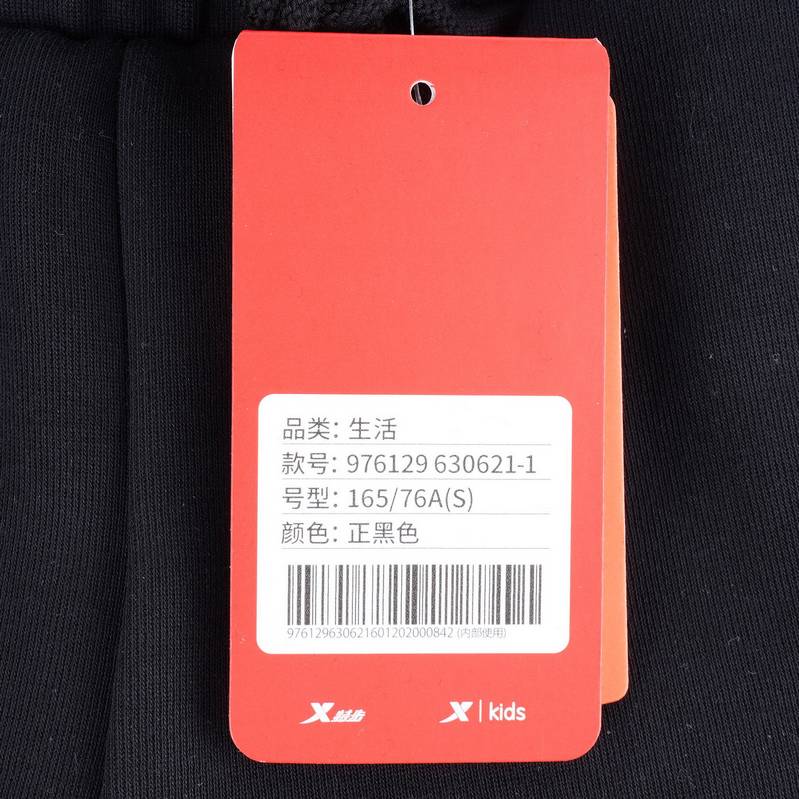 品类：生活
款号：976129 630621-1
号型：165/76A(S)
颜色：正黑色
976129630621601202000842 (内部使用)
X 特步
X | kids